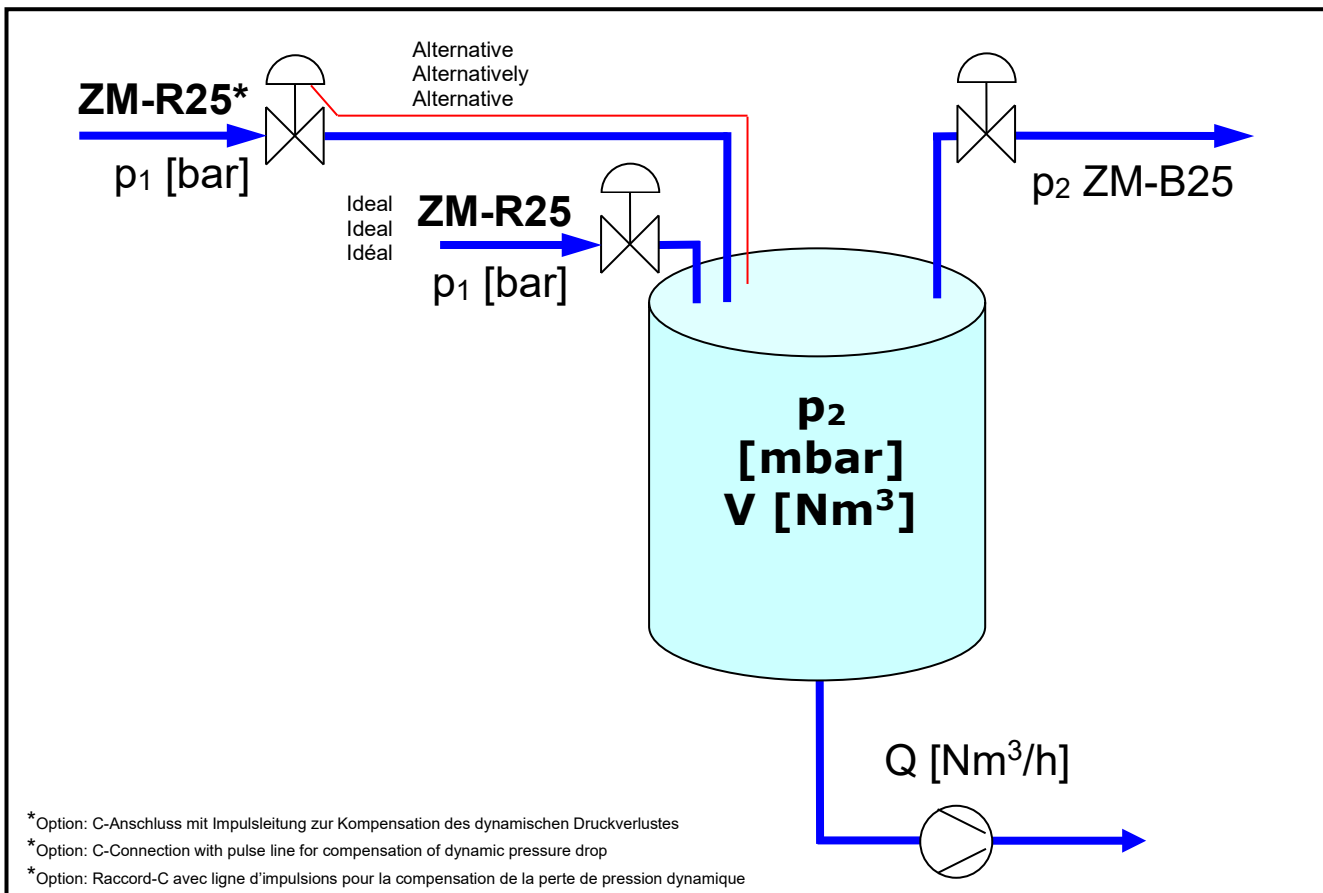 Alternative
Alternatively
Alternative
ZM-R25*
p₁ [bar]
p₂ ZM-B25
Ideal
Ideal
Idéal
ZM-R25
p₁ [bar]
p₂
[mbar]
V [Nm³]
Q [Nm³/h]
*Option: C-Anschluss mit Impulsleitung zur Kompensation des dynamischen Druckverlustes
*Option: C-Connection with pulse line for compensation of dynamic pressure drop
*Option: Raccord-C avec ligne d'impulsions pour la compensation de la perte de pression dynamique